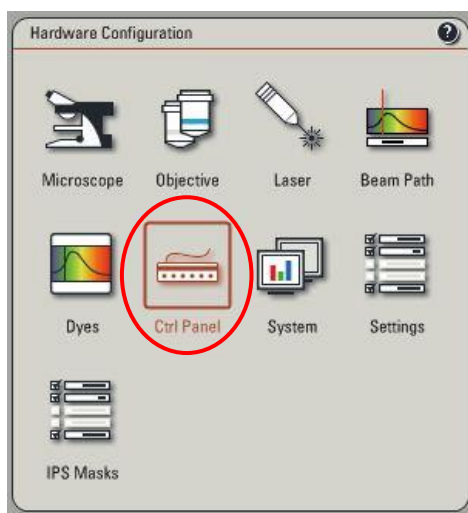 Hardware Configuration ?
Microscope Objective Laser Beam Path
Dyes Ctrl Panel System Settings
IPS Masks